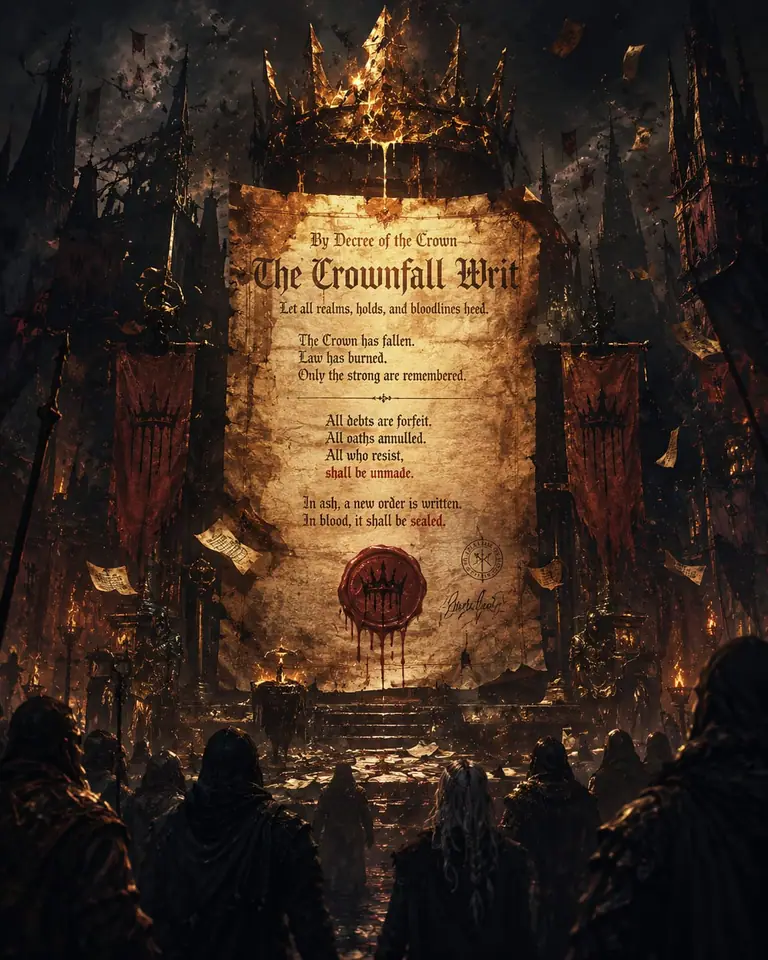 By Decree of the Crown
The Crownfall Writ
Let all realms, holds, and bloodlines heed.
The Crown has fallen.
Law has burned.
Only the strong are remembered.
All debts are forfeit.
All oaths annulled.
All who resist,
shall be unmade.
In ash, a new order is written.
In blood, it shall be sealed.